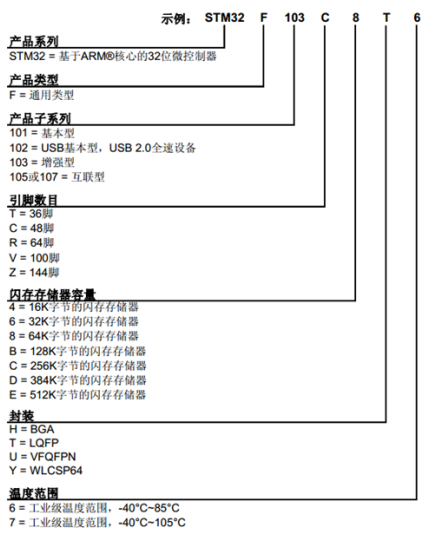 示例： STM32 F 103 C 8 T 6
产品系列
STM32 = 基于ARM®核心的32位微控制器
产品类型
F = 通用类型
产品子系列
101 = 基本型
102 = USB基本型，USB 2.0全速设备
103 = 增强型
105或107 = 互联型
引脚数目
T = 36脚
C = 48脚
R = 64脚
V = 100脚
Z = 144脚
闪存存储器容量
4 = 16K字节的闪存存储器
6 = 32K字节的闪存存储器
8 = 64K字节的闪存存储器
B = 128K字节的闪存存储器
C = 256K字节的闪存存储器
D = 384K字节的闪存存储器
E = 512K字节的闪存存储器
封装
H = BGA
T = LQFP
U = VFQFPN
Y = WLCSP64
温度范围
6 = 工业级温度范围，-40°C~85°C
7 = 工业级温度范围，-40°C~105°C